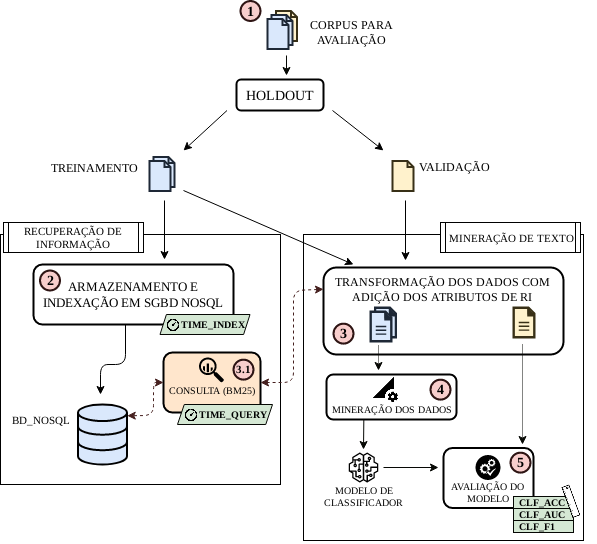 1
CORPUS PARA
AVALIAÇÃO
HOLDOUT
TREINAMENTO
VALIDAÇÃO
RECUPERAÇÃO DE
INFORMAÇÃO
MINERAÇÃO DE TEXTO
2
ARMAZENAMENTO E
INDEXAÇÃO EM SGBD NOSQL
TIME_INDEX
TRANSFORMAÇÃO DOS DADOS COM
ADIÇÃO DOS ATRIBUTOS DE RI
3
3.1
CONSULTA (BM25)
TIME_QUERY
BD_NOSQL
4
MINERAÇÃO DOS DADOS
MODELO DE
CLASSIFICADOR
5
AVALIAÇÃO DO
MODELO
CLF_ACC
CLF_AUC
CLF_F1